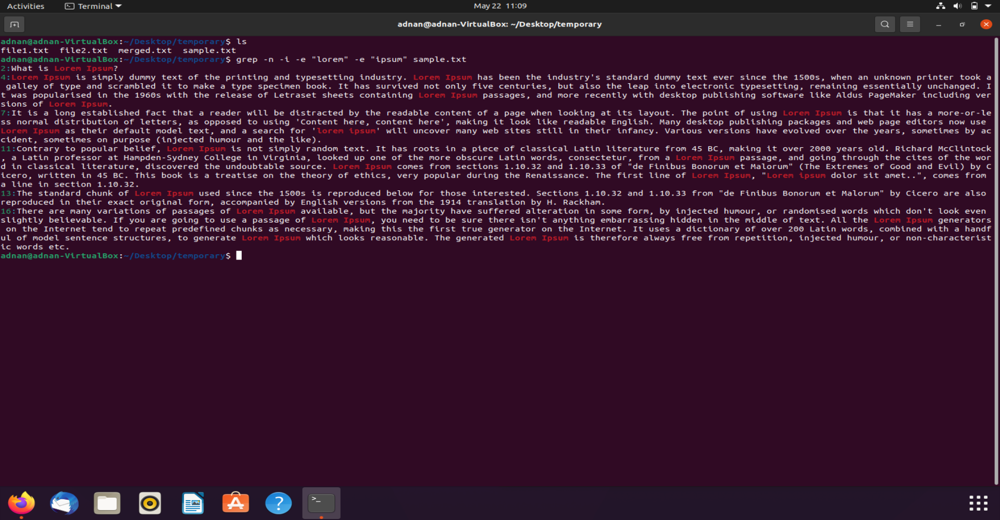 Activities Terminal May 22 11:09
adnan@adnan-VirtualBox: ~/Desktop/temporary
adnan@adnan-VirtualBox:~/Desktop/temporary$ ls
file1.txt file2.txt merged.txt sample.txt
adnan@adnan-VirtualBox:~/Desktop/temporary$ grep -n -i -e "lorem" -e "ipsum" sample.txt
2:What is Lorem Ipsum?
4:Lorem Ipsum is simply dummy text of the printing and typesetting industry. Lorem Ipsum has been the industry's standard dummy text ever since the 1500s, when an unknown printer took a
 galley of type and scrambled it to make a type specimen book. It has survived not only five centuries, but also the leap into electronic typesetting, remaining essentially unchanged. I
t was popularised in the 1960s with the release of Letraset sheets containing Lorem Ipsum passages, and more recently with desktop publishing software like Aldus PageMaker including ver
sions of Lorem Ipsum.
7:It is a long established fact that a reader will be distracted by the readable content of a page when looking at its layout. The point of using Lorem Ipsum is that it has a more-or-le
ss normal distribution of letters, as opposed to using 'Content here, content here', making it look like readable English. Many desktop publishing packages and web page editors now use
Lorem Ipsum as their default model text, and a search for 'lorem ipsum' will uncover many web sites still in their infancy. Various versions have evolved over the years, sometimes by ac
cident, sometimes on purpose (injected humour and the like).
11:Contrary to popular belief, Lorem Ipsum is not simply random text. It has roots in a piece of classical Latin literature from 45 BC, making it over 2000 years old. Richard McClintock
, a Latin professor at Hampden-Sydney College in Virginia, looked up one of the more obscure Latin words, consectetur, from a Lorem Ipsum passage, and going through the cites of the wor
d in classical literature, discovered the undoubtable source. Lorem Ipsum comes from sections 1.10.32 and 1.10.33 of "de Finibus Bonorum et Malorum" (The Extremes of Good and Evil) by C
icero, written in 45 BC. This book is a treatise on the theory of ethics, very popular during the Renaissance. The first line of Lorem Ipsum, "Lorem ipsum dolor sit amet..", comes from
a line in section 1.10.32.
13:The standard chunk of Lorem Ipsum used since the 1500s is reproduced below for those interested. Sections 1.10.32 and 1.10.33 from "de Finibus Bonorum et Malorum" by Cicero are also
reproduced in their exact original form, accompanied by English versions from the 1914 translation by H. Rackham.
16:There are many variations of passages of Lorem Ipsum available, but the majority have suffered alteration in some form, by injected humour, or randomised words which don't look even
slightly believable. If you are going to use a passage of Lorem Ipsum, you need to be sure there isn't anything embarrassing hidden in the middle of text. All the Lorem Ipsum generators
 on the Internet tend to repeat predefined chunks as necessary, making this the first true generator on the Internet. It uses a dictionary of over 200 Latin words, combined with a handf
ul of model sentence structures, to generate Lorem Ipsum which looks reasonable. The generated Lorem Ipsum is therefore always free from repetition, injected humour, or non-characterist
ic words etc.
adnan@adnan-VirtualBox:~/Desktop/temporary$